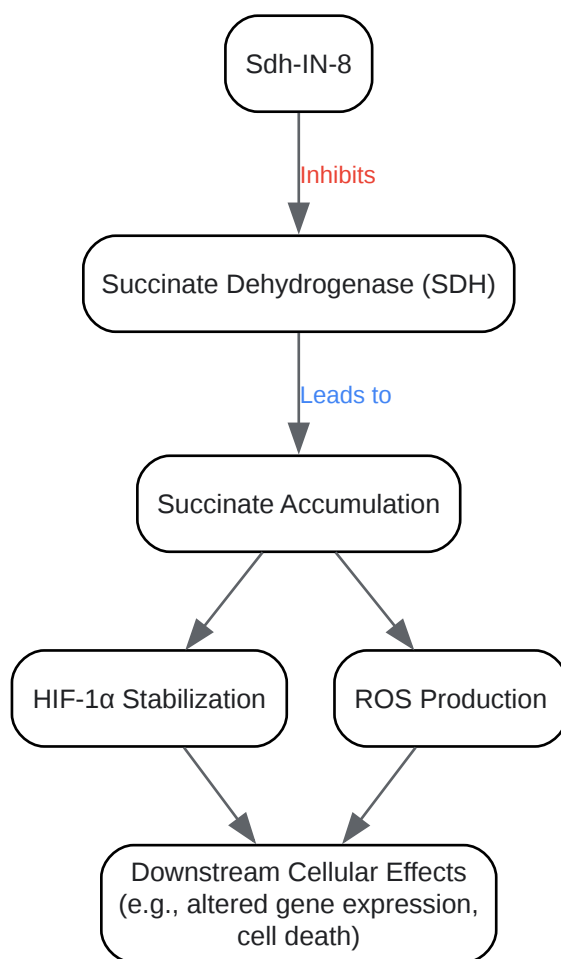 Sdh-IN-8
Inhibits
Succinate Dehydrogenase (SDH)
Leads to
Succinate Accumulation
HIF-1α Stabilization
ROS Production
Downstream Cellular Effects
(e.g., altered gene expression,
cell death)